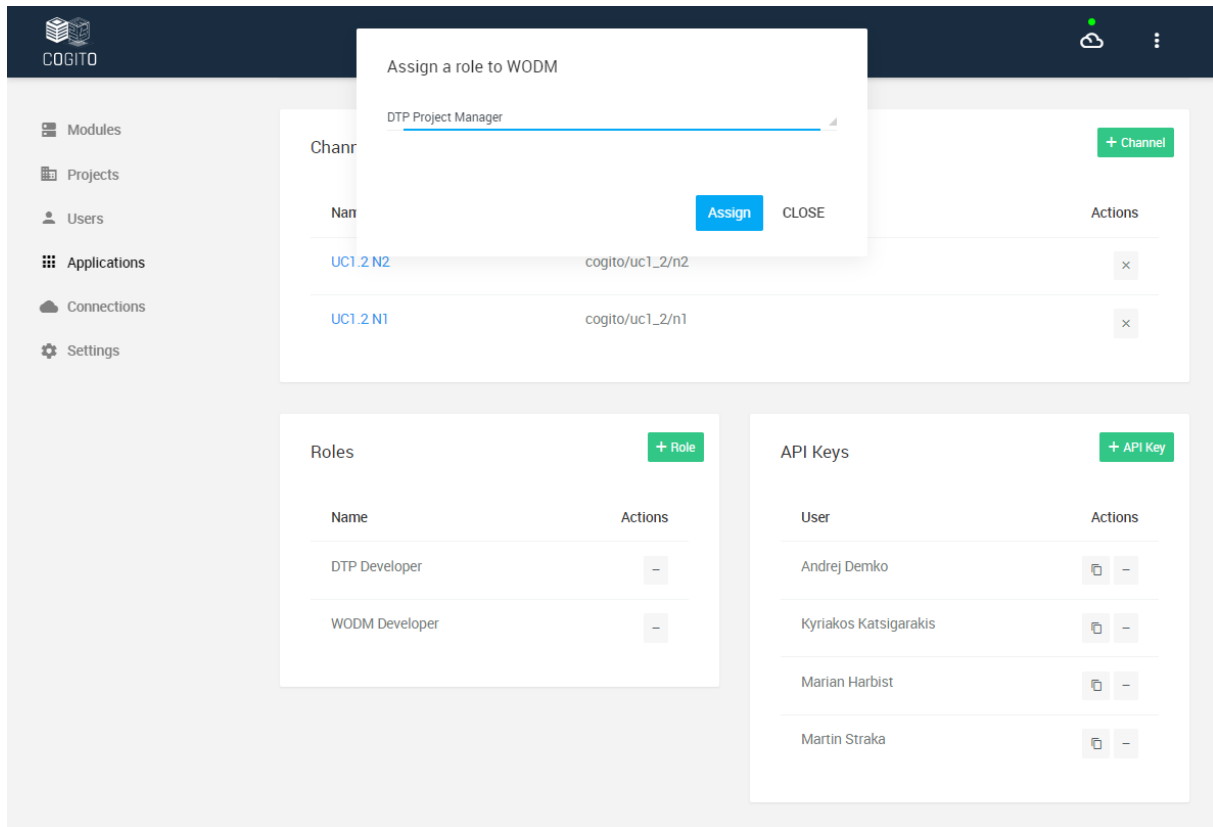 COGITO
Assign a role to WODM
DTP Project Manager
Assign CLOSE
Modules
Projects
Users
Applications
Connections
Settings
+ Channel
Actions
UC1.2 N2 cogito/uc1_2/n2
UC1.2 N1 cogito/uc1_2/n1
Roles + Role
Name Actions
DTP Developer
WODM Developer
API Keys + API Key
User Actions
Andrej Demko
Kyriakos Katsigarakis
Marian Harbist
Martin Straka